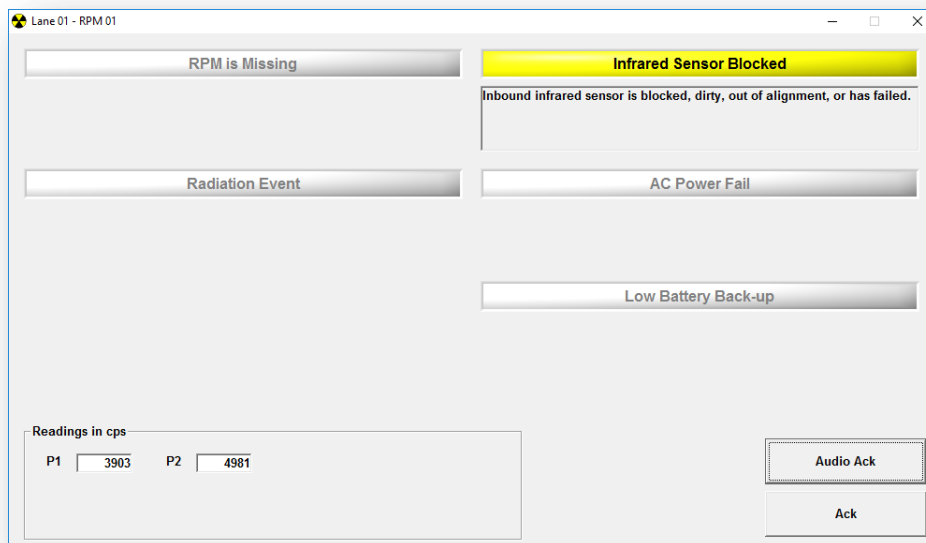 Lane 01 - RPM 01
RPM is Missing
Infrared Sensor Blocked
Inbound infrared sensor is blocked, dirty, out of alignment, or has failed.
Radiation Event
AC Power Fail
Low Battery Back-up
Readings in cps
P1 3903 P2 4981
Audio Ack
Ack